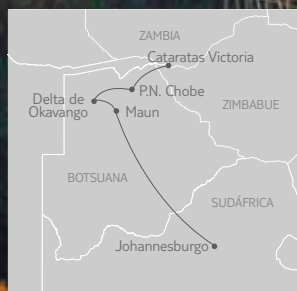 ZAMBIA
Cataratas Victoria
P.N. Chobe
Delta de
Okavango
Maun
ZIMBABUE
BOTSUANA
SUDÁFRICA
Johannesburgo